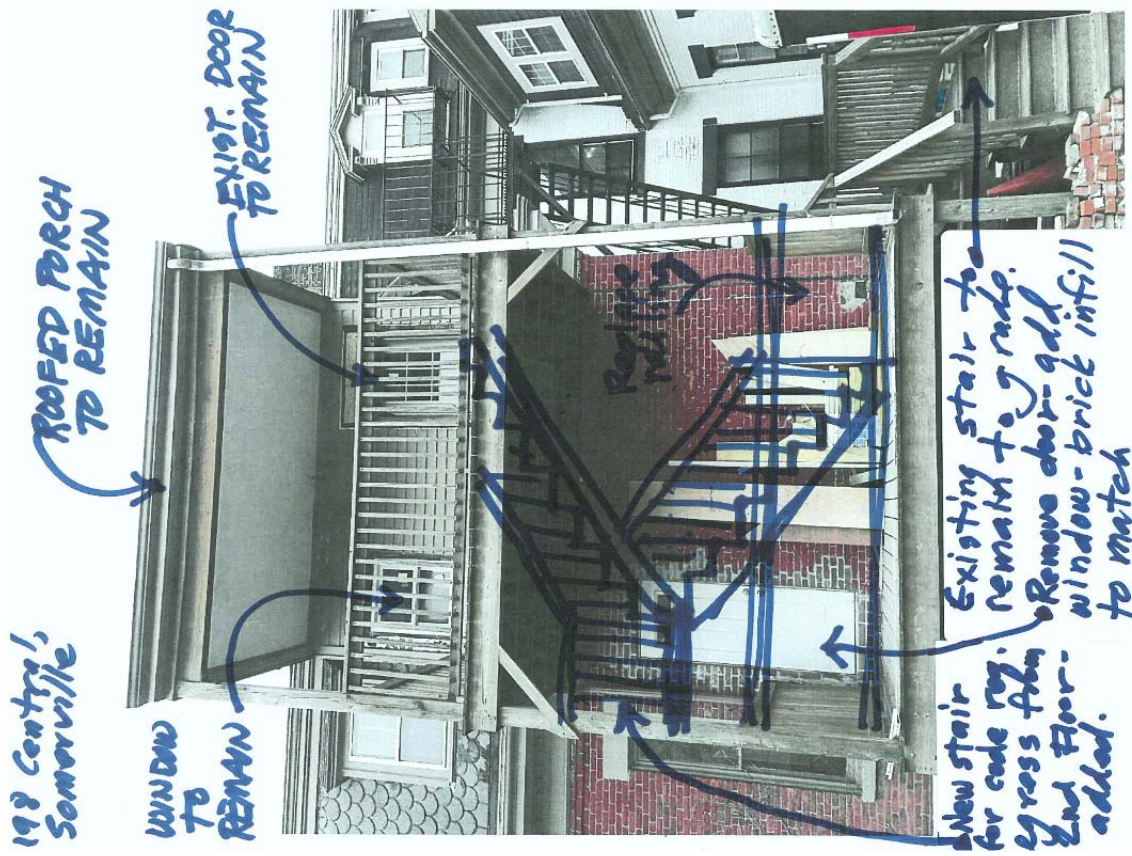 198 Central,
Somerville
ROOFED PORCH
TO REMAIN
WINDOW
TO
REMAIN
EXIST. DOOR
TO REMAIN
Replace
railing
New stair
for code req.
egress from
2nd Floor-
added.
Existing stair to
remain to grade.
Remove door-add
window-brick infill
to match